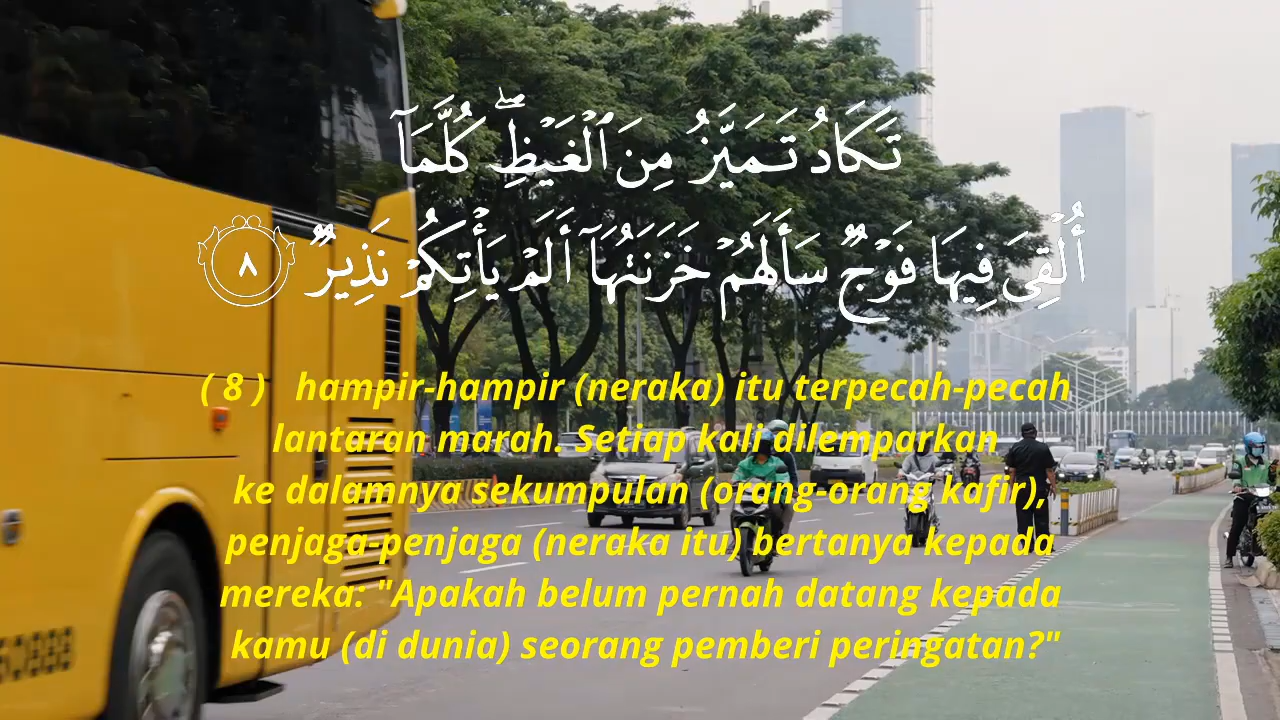 تَكَادُ تَمَيَّزُ مِنَ ٱلْغَيْظِ ۖ كُلَّمَآ
أُلْقِىَ فِيهَا فَوْجٌ سَأَلَهُمْ خَزَنَتُهَآ أَلَمْ يَأْتِكُمْ نَذِيرٌ ٨
( 8 ) hampir-hampir (neraka) itu terpecah-pecah
lantaran marah. Setiap kali dilemparkan
ke dalamnya sekumpulan (orang-orang kafir),
penjaga-penjaga (neraka itu) bertanya kepada
mereka: "Apakah belum pernah datang kepada
kamu (di dunia) seorang pemberi peringatan?"